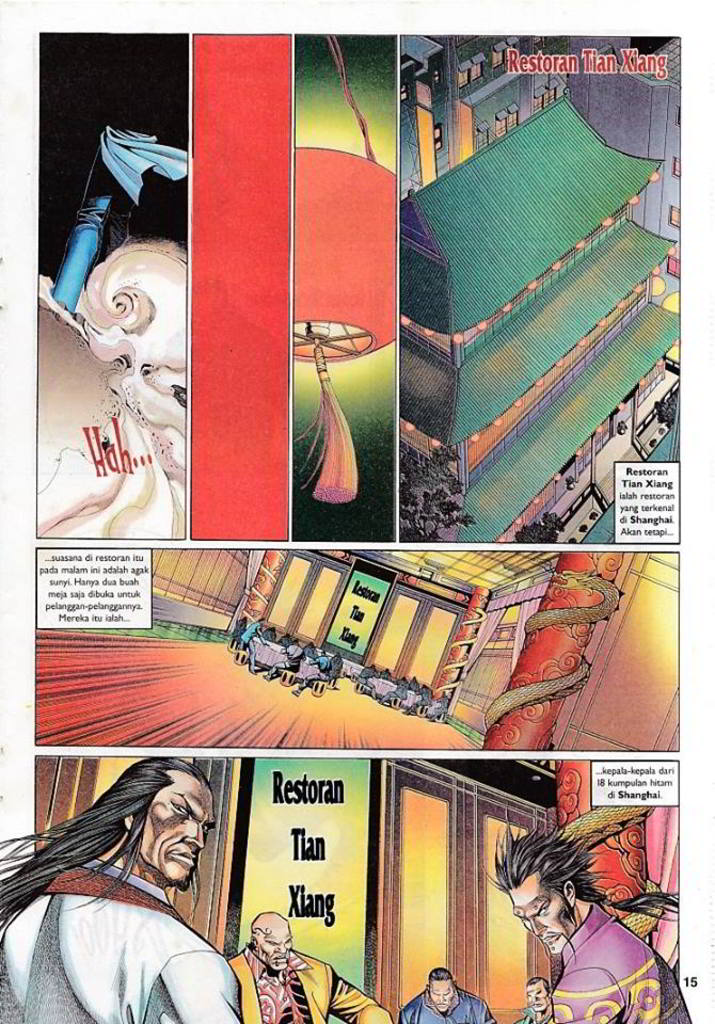 Restoran Tian Xiang
Hah...
Restoran
Tian Xiang
ialah restoran
yang terkenal
di Shanghai.
Akan tetapi...
...suasana di restoran itu
pada malam ini adalah agak
sunyi. Hanya dua buah
meja saja dibuka untuk
pelanggan-pelanggannya.
Mereka itu ialah...
Restoran
Tian
Xiang
...kepala-kepala dari
18 kumpulan hitam
di Shanghai.
Restoran
Tian
Xiang
15